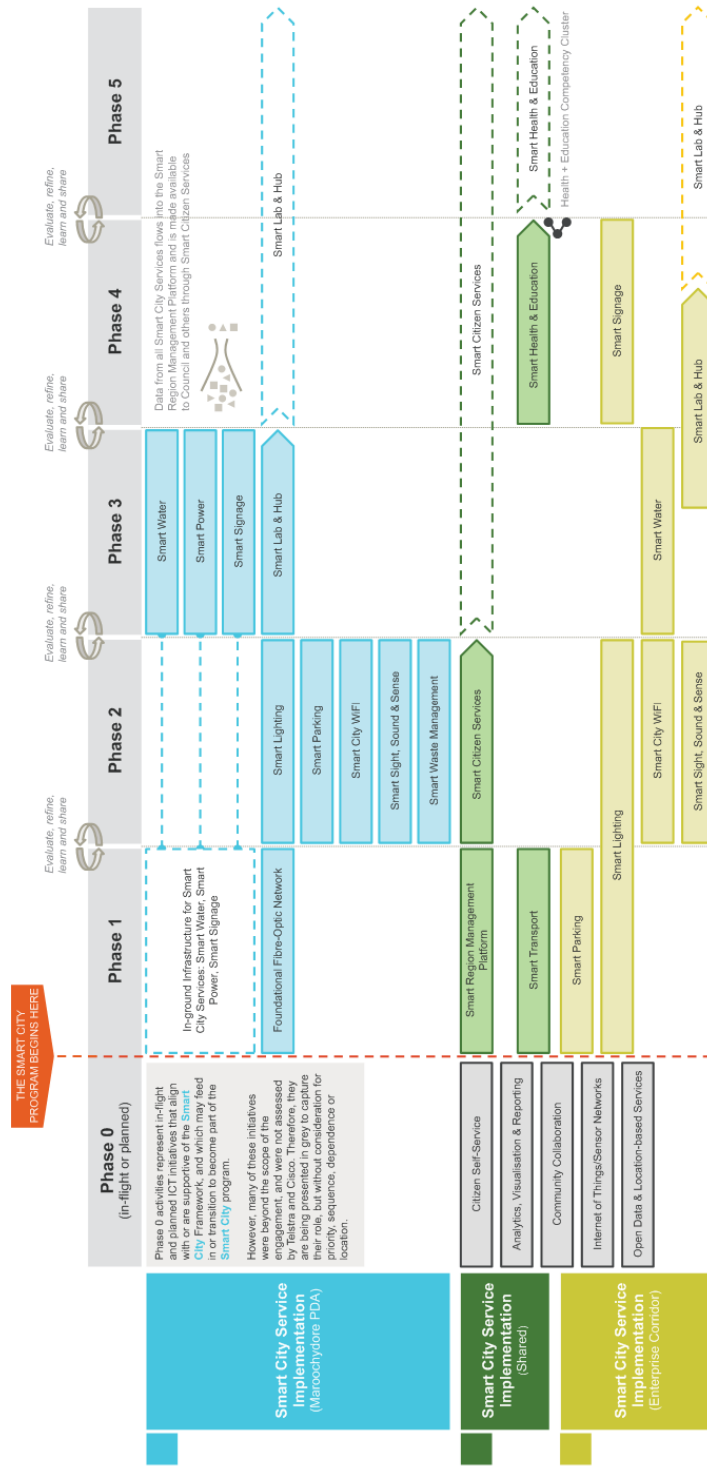 THE SMART CITY
PROGRAM BEGINS HERE
Evaluate, refine,
learn and share
Evaluate, refine,
learn and share
Evaluate, refine,
learn and share
Evaluate, refine,
learn and share
Phase 0
(in-flight or planned)
Phase 1
Phase 2
Phase 3
Phase 4
Phase 5
Smart City Service
Implementation
(Maroochydore PDA)
Phase 0 activities represent in-flight
and planned ICT initiatives that align
with or are supportive of the Smart
City Framework, and which may feed
in or transition to become part of the
Smart City program.
However, many of these initiatives
were beyond the scope of the
engagement, and were not assessed
by Telstra and Cisco. Therefore, they
are being presented in grey to capture
their role, but without consideration for
priority, sequence, dependence or
location.
In-ground Infrastructure for Smart
City Services: Smart Water, Smart
Power, Smart Signage
Smart Water
Smart Power
Smart Signage
Data from all Smart City Services flows into the Smart
Region Management Platform and is made available
to Council and others through Smart Citizen Services
Foundational Fibre-Optic Network
Smart Lighting
Smart Lab & Hub
Smart Lab & Hub
Smart Parking
Smart City WiFI
Smart Sight, Sound & Sense
Smart Waste Management
Smart City Service
Implementation
(Shared)
Citizen Self-Service
Smart Region Management
Platform
Smart Citizen Services
Smart Citizen Services
Analytics, Visualisation & Reporting
Smart Transport
Smart Health & Education
Smart Health & Education
Health + Education Competency Cluster
Smart City Service
Implementation
(Enterprise Corridor)
Community Collaboration
Smart Parking
Internet of Things/Sensor Networks
Smart Lighting
Smart Signage
Open Data & Location-based Services
Smart City WiFI
Smart Water
Smart Sight, Sound & Sense
Smart Lab & Hub
Smart Lab & Hub